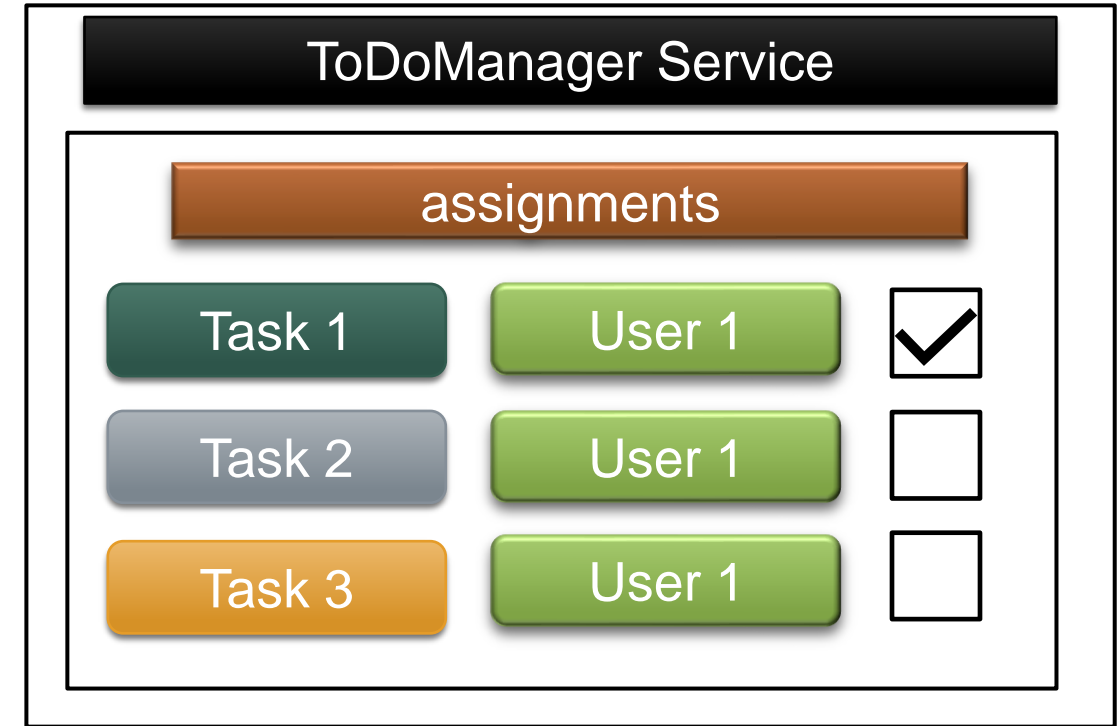 ToDoManager Service
assignments
Task 1 User 1
Task 2 User 1
Task 3 User 1